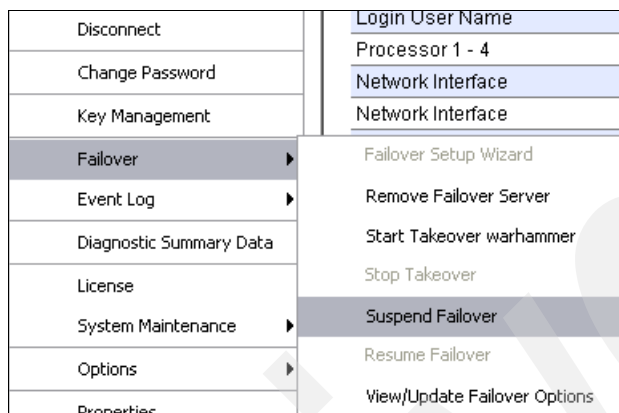 Disconnect
Change Password
Key Management
Failover
Event Log
Diagnostic Summary Data
License
System Maintenance
Options
Properties
Login User Name
Processor 1 - 4
Network Interface
Network Interface
Failover Setup Wizard
Remove Failover Server
Start Takeover warhammer
Stop Takeover
Suspend Failover
Resume Failover
View/Update Failover Options